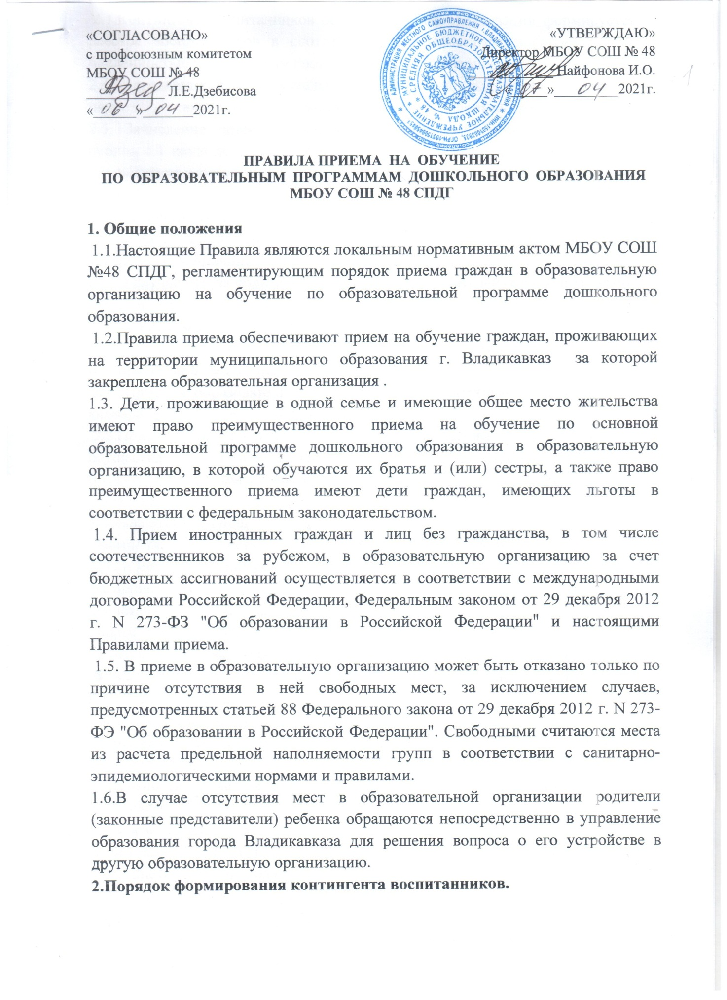 «СОГЛАСОВАНО»
с профсоюзным комитетом
МБОУ СОШ № 48
____________ Л.Е.Дзебисова
«06»04 2021г.
«УТВЕРЖДАЮ»
Директор МБОУ СОШ № 48
Найфонова И.О.
«07»04 2021г.
АДМИНИСТРАЦИЯ МЕСТНОГО САМОУПРАВЛЕНИЯ г.ВЛАДИКАВКАЗ
МУНИЦИПАЛЬНОЕ БЮДЖЕТНОЕ ОБЩЕОБРАЗОВАТЕЛЬНОЕ УЧРЕЖДЕНИЕ
СРЕДНЯЯ ОБЩЕОБРАЗОВАТЕЛЬНАЯ ШКОЛА № 48
ПРАВИЛА ПРИЕМА НА ОБУЧЕНИЕ
ПО ОБРАЗОВАТЕЛЬНЫМ ПРОГРАММАМ ДОШКОЛЬНОГО ОБРАЗОВАНИЯ
МБОУ СОШ № 48 СПДГ
1. Общие положения
1.1.Настоящие Правила являются локальным нормативным актом МБОУ СОШ
№48 СПДГ, регламентирующим порядок приема граждан в образовательную
организацию на обучение по образовательной программе дошкольного
образования.
1.2.Правила приема обеспечивают прием на обучение граждан, проживающих
на территории муниципального образования г. Владикавказ за которой
закреплена образовательная организация .
1.3. Дети, проживающие в одной семье и имеющие общее место жительства
имеют право преимущественного приема на обучение по основной
образовательной программе дошкольного образования в образовательную
организацию, в которой обучаются их братья и (или) сестры, а также право
преимущественного приема имеют дети граждан, имеющих льготы в
соответствии с федеральным законодательством.
1.4. Прием иностранных граждан и лиц без гражданства, в том числе
соотечественников за рубежом, в образовательную организацию за счет
бюджетных ассигнований осуществляется в соответствии с международными
договорами Российской Федерации, Федеральным законом от 29 декабря 2012
г. N 273-ФЗ "Об образовании в Российской Федерации" и настоящими
Правилами приема.
1.5. В приеме в образовательную организацию может быть отказано только по
причине отсутствия в ней свободных мест, за исключением случаев,
предусмотренных статьей 88 Федерального закона от 29 декабря 2012 г. N 273-
ФЭ "Об образовании в Российской Федерации". Свободными считаются места
из расчета предельной наполняемости групп в соответствии с санитарно-
эпидемиологическими нормами и правилами.
1.6.В случае отсутствия мест в образовательной организации родители
(законные представители) ребенка обращаются непосредственно в управление
образования города Владикавказа для решения вопроса о его устройстве в
другую образовательную организацию.
2.Порядок формирования контингента воспитанников.